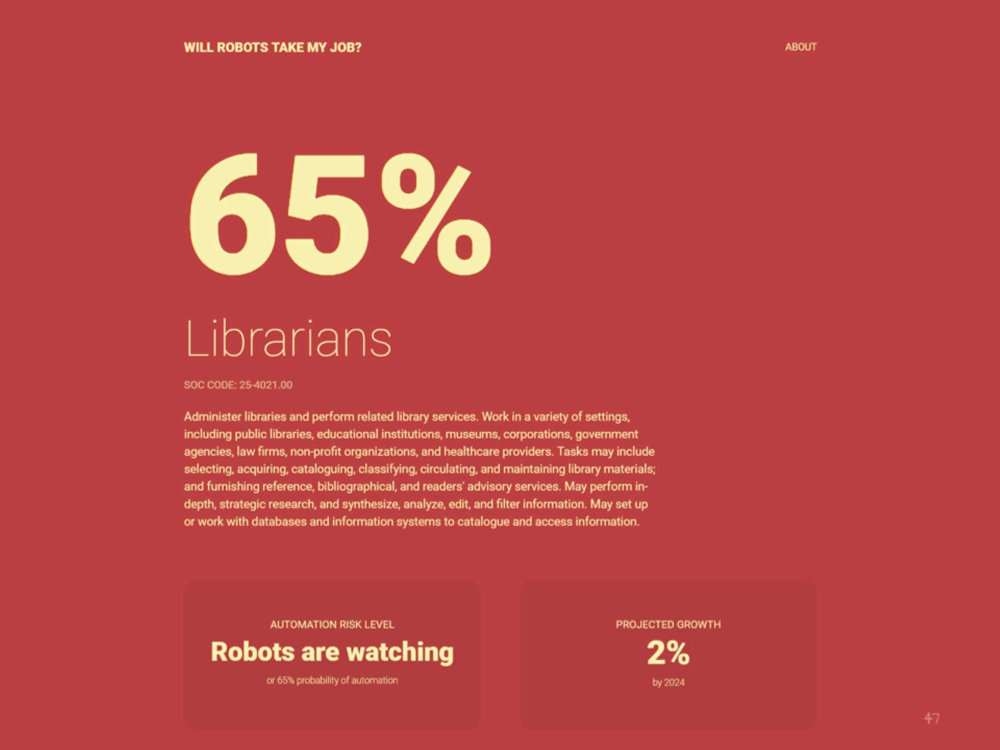 WILL ROBOTS TAKE MY JOB?
ABOUT
65%
Librarians
SOC CODE: 25-4021.00
Administer libraries and perform related library services. Work in a variety of settings,
including public libraries, educational institutions, museums, corporations, government
agencies, law firms, non-profit organizations, and healthcare providers. Tasks may include
selecting, acquiring, cataloguing, classifying, circulating, and maintaining library materials;
and furnishing reference, bibliographical, and readers' advisory services. May perform in-
depth, strategic research, and synthesize, analyze, edit, and filter information. May set up
or work with databases and information systems to catalogue and access information.
AUTOMATION RISK LEVEL
Robots are watching
or 65% probability of automation
PROJECTED GROWTH
2%
by 2024
47